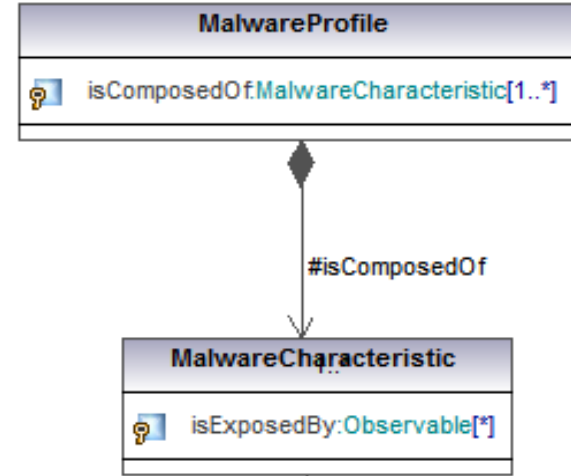 MalwareProfile
isComposedOf:MalwareCharacteristic[1..*]
#isComposedOf
MalwareCharacteristic
isExposedBy:Observable[*]